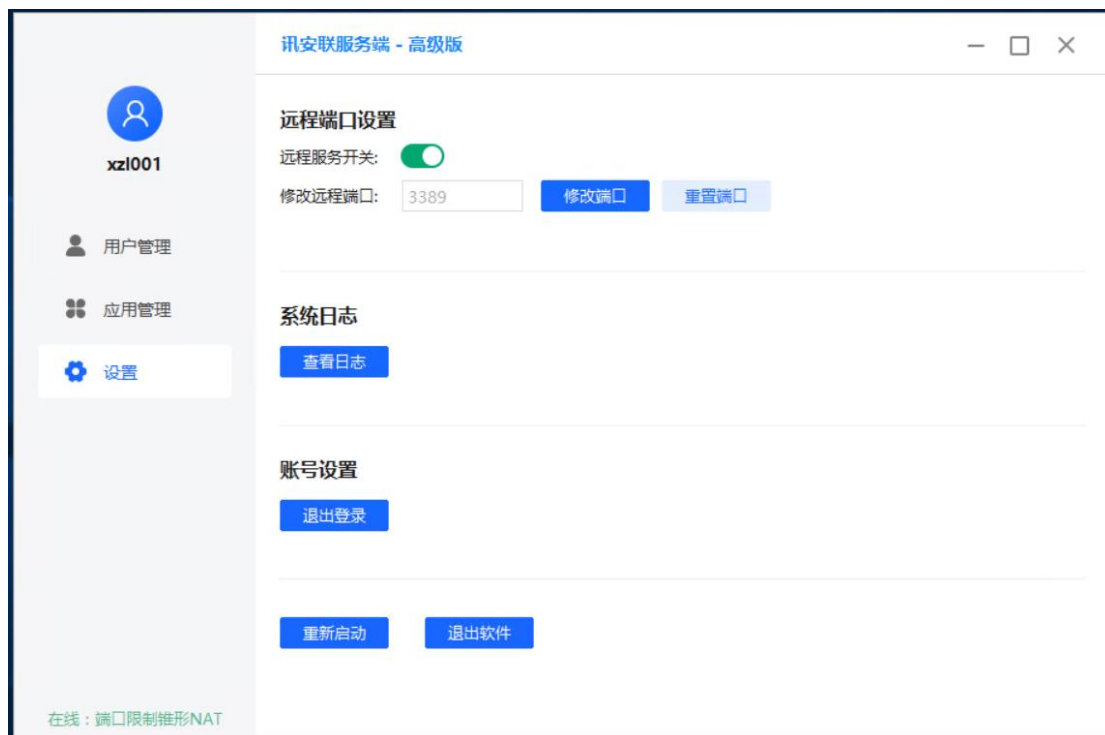 讯安联服务端 - 高级版
xzl001
用户管理
应用管理
设置
在线：端口限制锥形NAT
远程端口设置
远程服务开关:
修改远程端口: 3389 修改端口 重置端口
系统日志
查看日志
账号设置
退出登录
重新启动 退出软件